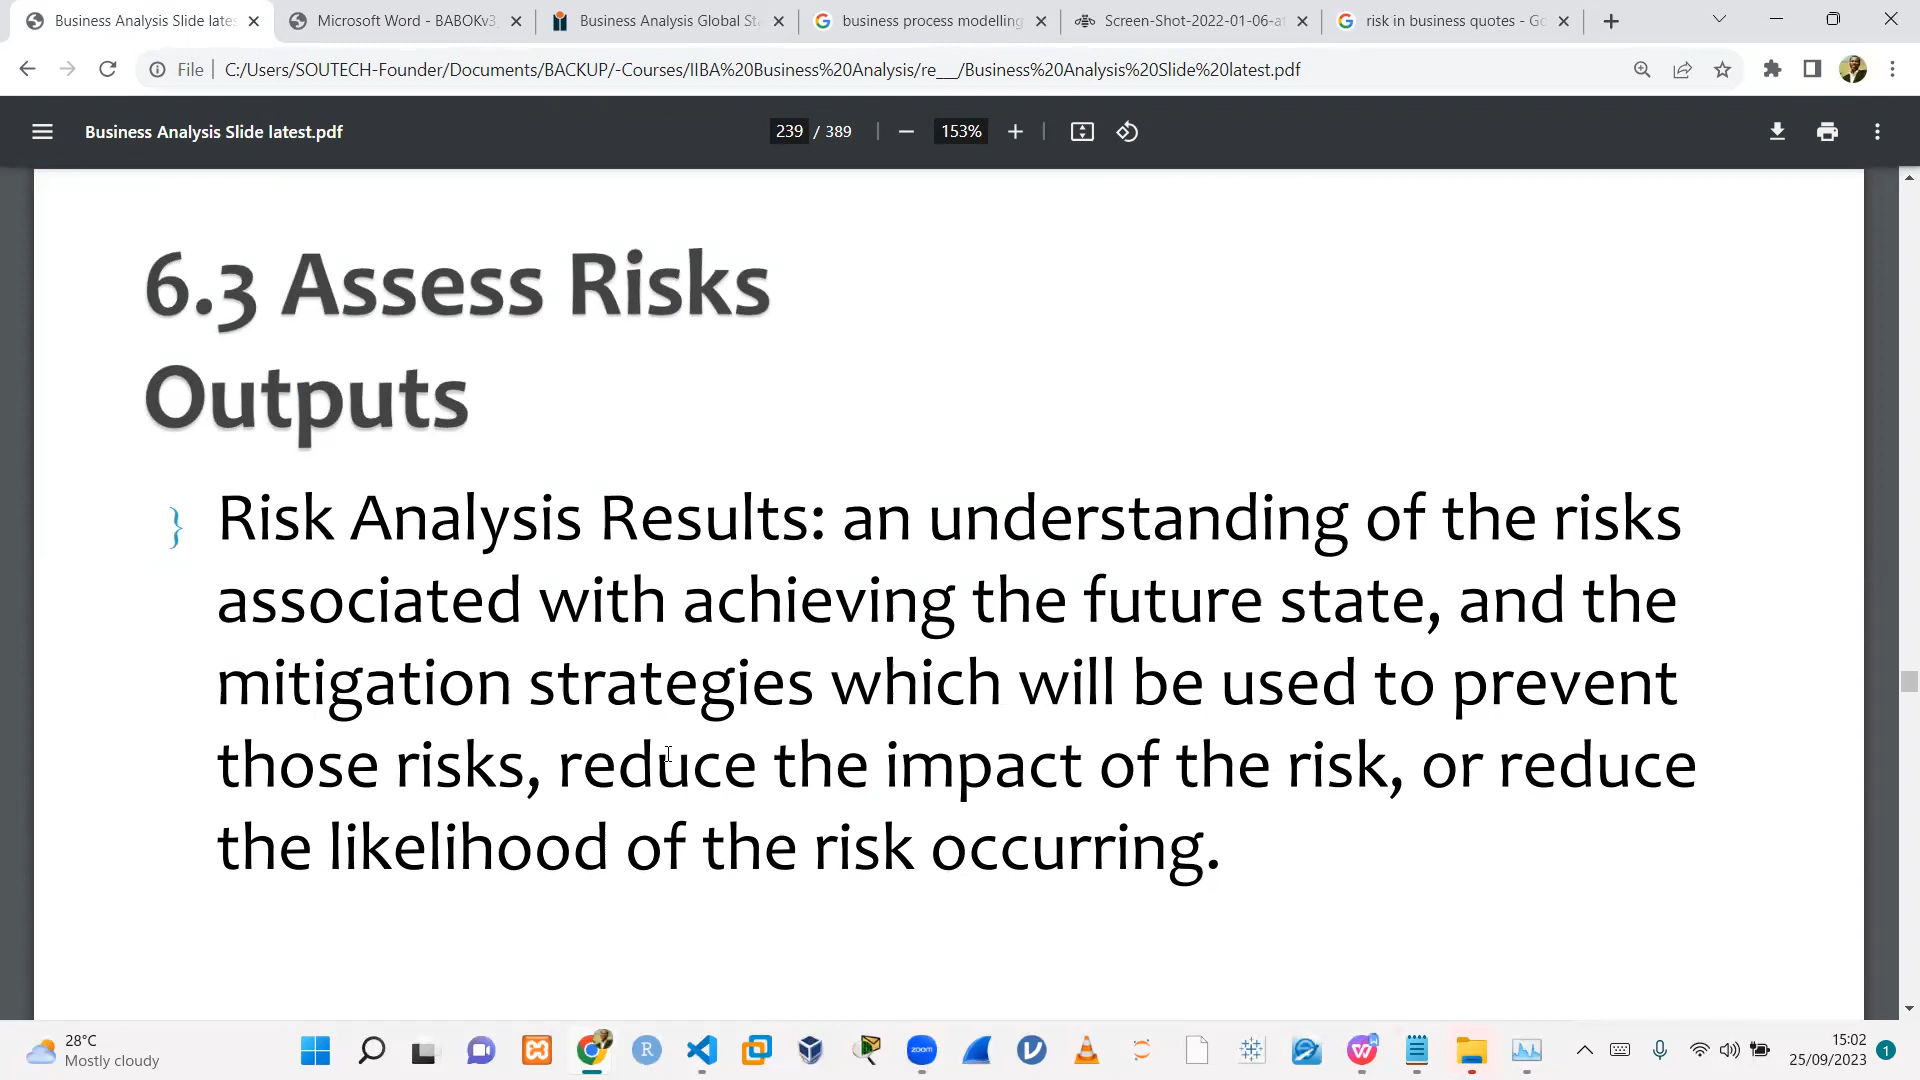 Business Analysis Slide late
Microsoft Word - BABOKv3_
Business Analysis Global St
business process modelling
Screen-Shot-2022-01-06-at
risk in business quotes - Go
File
C:/Users/SOUTECH-Founder/Documents/BACKUP/-Courses/IIBA%20Business%20Analysis/re__/Business%20Analysis%20Slide%20latest.pdf
Business Analysis Slide latest.pdf
239 / 389
153%
6.3 Assess Risks
Outputs
} Risk Analysis Results: an understanding of the risks
associated with achieving the future state, and the
mitigation strategies which will be used to prevent
those risks, reduce the impact of the risk, or reduce
the likelihood of the risk occurring.
28°C
Mostly cloudy
R
zoom
15:02
25/09/2023
1